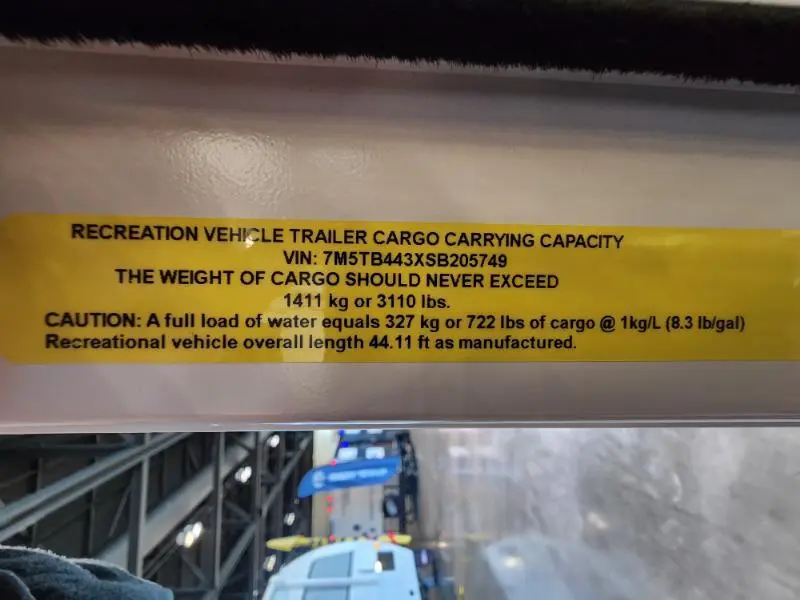 RECREATION VEHICLE TRAILER CARGO CARRYING CAPACITY
VIN: 7M5TB443XSB205749
THE WEIGHT OF CARGO SHOULD NEVER EXCEED
1411 kg or 3110 lbs.
CAUTION: A full load of water equals 327 kg or 722 lbs of cargo @ 1kg/L (8.3 lb/gal)
Recreational vehicle overall length 44.11 ft as manufactured.